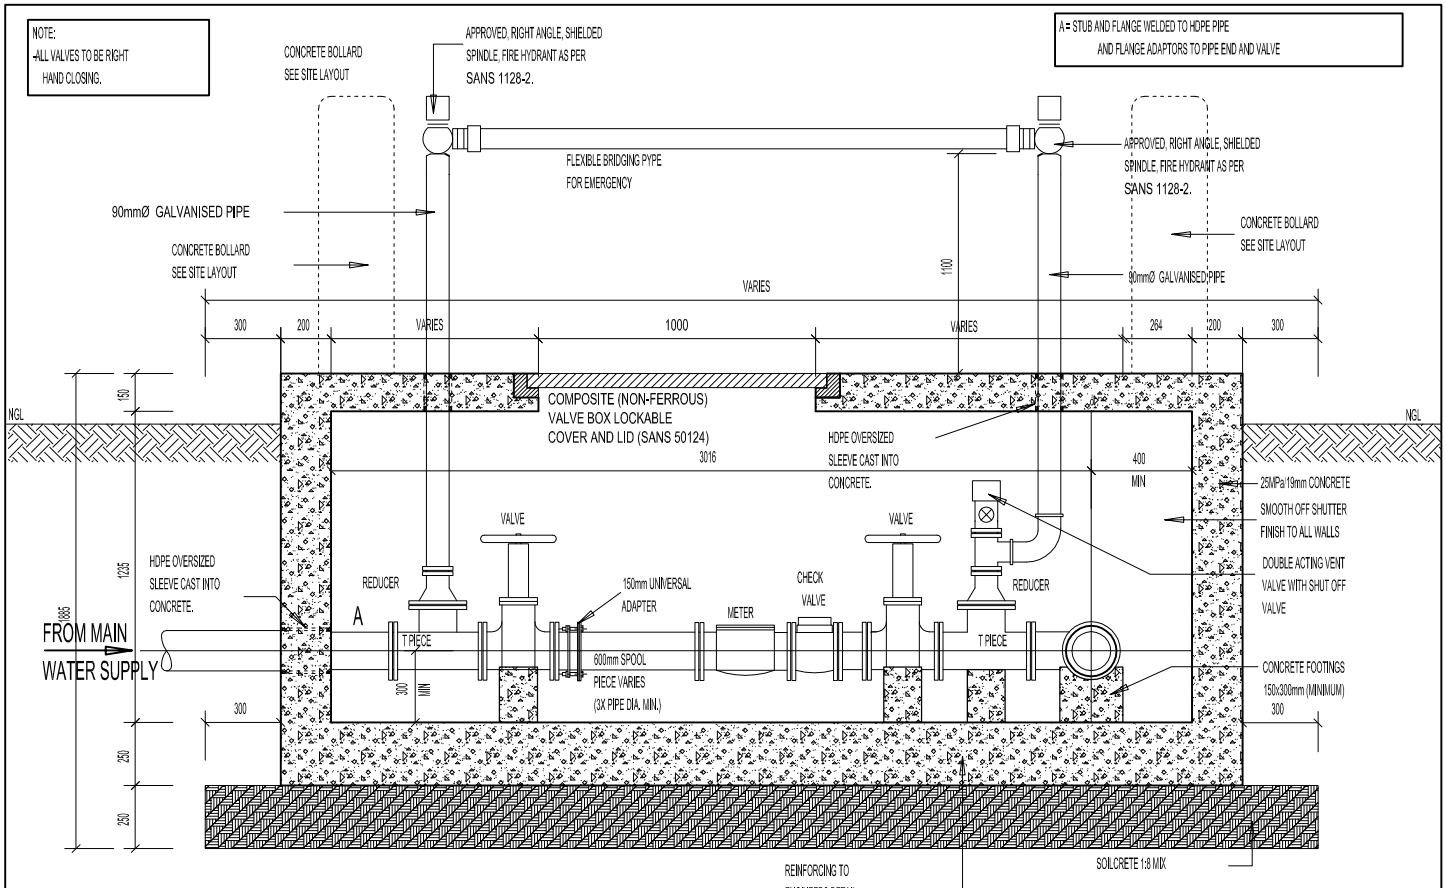 NOTE:
-ALL VALVES TO BE RIGHT
HAND CLOSING.
CONCRETE BOLLARD
SEE SITE LAYOUT
APPROVED, RIGHT ANGLE, SHIELDED
SPINDLE, FIRE HYDRANT AS PER
SANS 1128-2.
A = STUB AND FLANGE WELDED TO HDPE PIPE
AND FLANGE ADAPTORS TO PIPE END AND VALVE
FLEXIBLE BRIDGING PYPE
FOR EMERGENCY
APPROVED, RIGHT ANGLE, SHIELDED
SPINDLE, FIRE HYDRANT AS PER
SANS 1128-2.
90mmØ GALVANISED PIPE
CONCRETE BOLLARD
SEE SITE LAYOUT
CONCRETE BOLLARD
SEE SITE LAYOUT
1100
90mmØ GALVANISED PIPE
VARIES
300
200
VARIES
1000
VARIES
264
200
300
150
NGL
COMPOSITE (NON-FERROUS)
VALVE BOX LOCKABLE
COVER AND LID (SANS 50124)
3016
HDPE OVERSIZED
SLEEVE CAST INTO
CONCRETE.
400
MIN
NGL
25MPa/19mm CONCRETE
SMOOTH OFF SHUTTER
FINISH TO ALL WALLS
VALVE
VALVE
1235
HDPE OVERSIZED
SLEEVE CAST INTO
CONCRETE.
REDUCER
150mm UNIVERSAL
ADAPTER
CHECK
VALVE
REDUCER
DOUBLE ACTING VENT
VALVE WITH SHUT OFF
VALVE
1885
A
METER
FROM MAIN
WATER SUPPLY
T PIECE
T PIECE
300
MIN
600mm SPOOL
PIECE VARIES
(3X PIPE DIA. MIN.)
CONCRETE FOOTINGS
150x300mm (MINIMUM)
300
300
250
250
SOILCRETE 1:8 MIX
REINFORCING TO